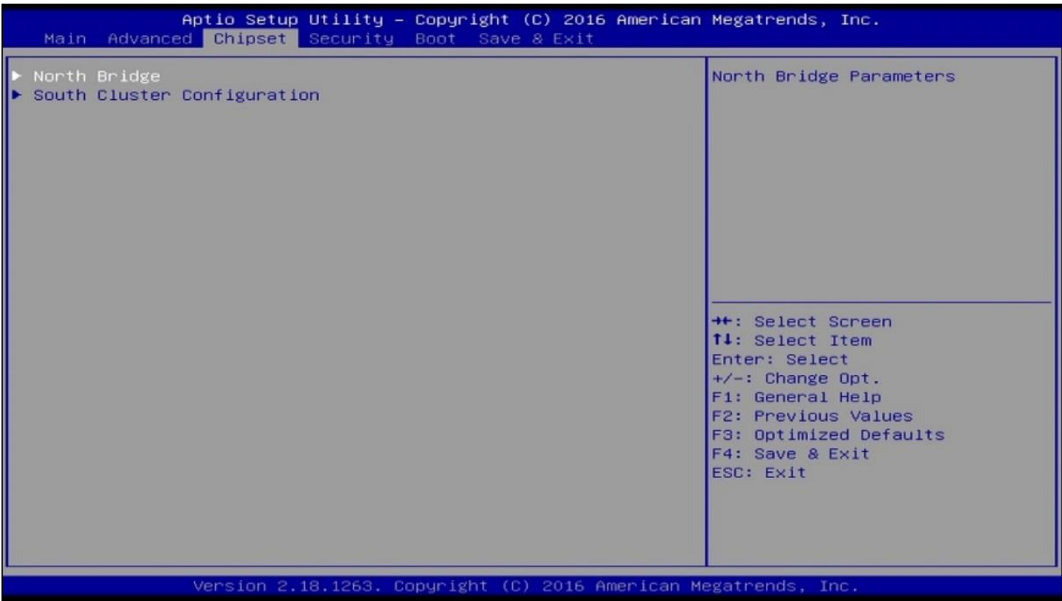 Aptio Setup Utility – Copyright (C) 2016 American Megatrends, Inc.
Main Advanced Chipset Security Boot Save & Exit
► North Bridge
► South Cluster Configuration
North Bridge Parameters
→←: Select Screen
↑↓: Select Item
Enter: Select
+/-: Change Opt.
F1: General Help
F2: Previous Values
F3: Optimized Defaults
F4: Save & Exit
ESC: Exit
Version 2.18.1263. Copyright (C) 2016 American Megatrends, Inc.